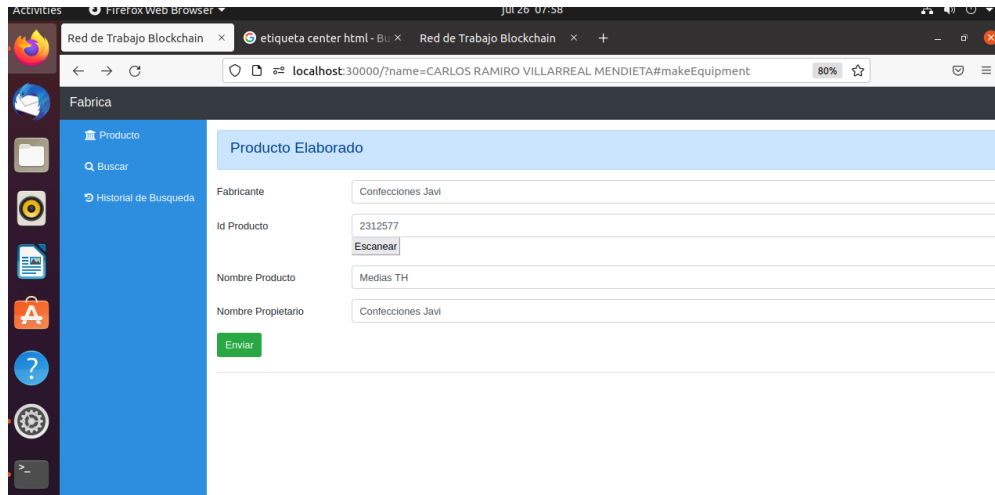 Activities Firefox Web Browser Jul 26 07:58
Red de Trabajo Blockchain × etiqueta center html - Bu × Red de Trabajo Blockchain × +
localhost:30000/?name=CARLOS RAMIRO VILLARREAL MENDIETA#makeEquipment 80%
Fabrica
Producto
Buscar
Historial de Busqueda
Producto Elaborado
Fabricante Confecciones Javi
Id Producto 2312577
Escanear
Nombre Producto Medias TH
Nombre Propietario Confecciones Javi
Enviar